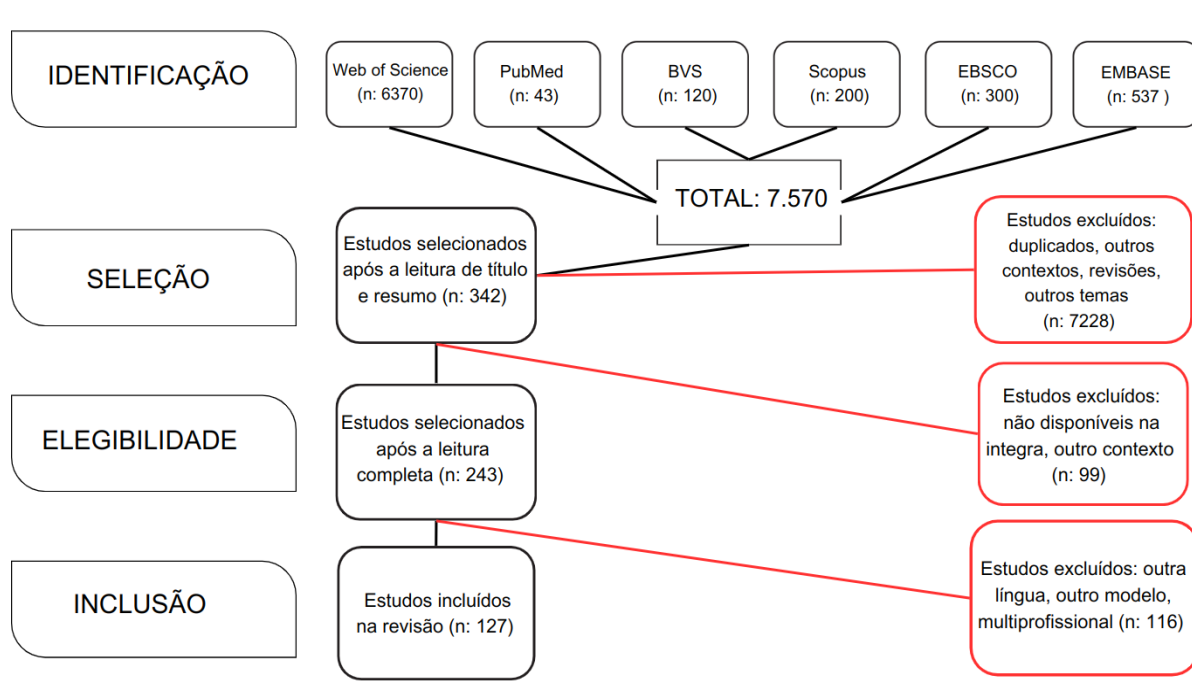 IDENTIFICAÇÃO
Web of Science
(n: 6370)
PubMed
(n: 43)
BVS
(n: 120)
Scopus
(n: 200)
EBSCO
(n: 300)
EMBASE
(n: 537 )
TOTAL: 7.570
SELEÇÃO
Estudos selecionados
após a leitura de título
e resumo (n: 342)
Estudos excluídos:
duplicados, outros
contextos, revisões,
outros temas
(n: 7228)
ELEGIBILIDADE
Estudos selecionados
após a leitura
completa (n: 243)
Estudos excluídos:
não disponíveis na
integra, outro contexto
(n: 99)
INCLUSÃO
Estudos incluídos
na revisão (n: 127)
Estudos excluídos: outra
língua, outro modelo,
multiprofissional (n: 116)